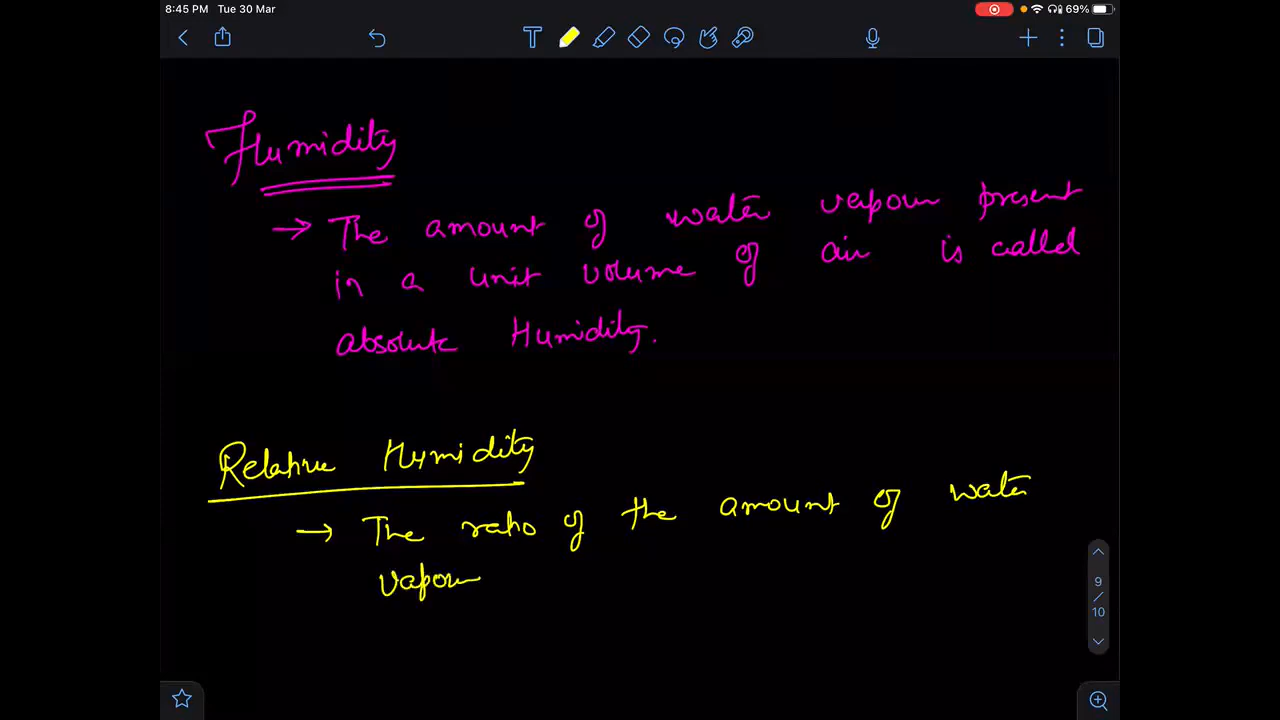 8:45 PM Tue 30 Mar
69%
Humidity
→ The amount of water vapour present
in a unit volume of air is called
absolute Humidity.
Relative Humidity
→ The ratio of the amount of water
vapour
9
/
10